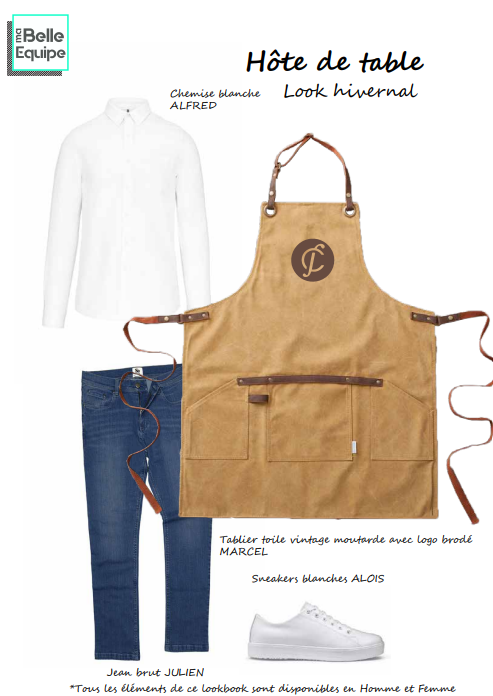 ma
Belle
Equipe
Hôte de table
Look hivernal
Chemise blanche
ALFRED
Tablier toile vintage moutarde avec logo brodé
MARCEL
Sneakers blanches ALOIS
Jean brut JULIEN
*Tous les éléments de ce lookbook sont disponibles en Homme et Femme